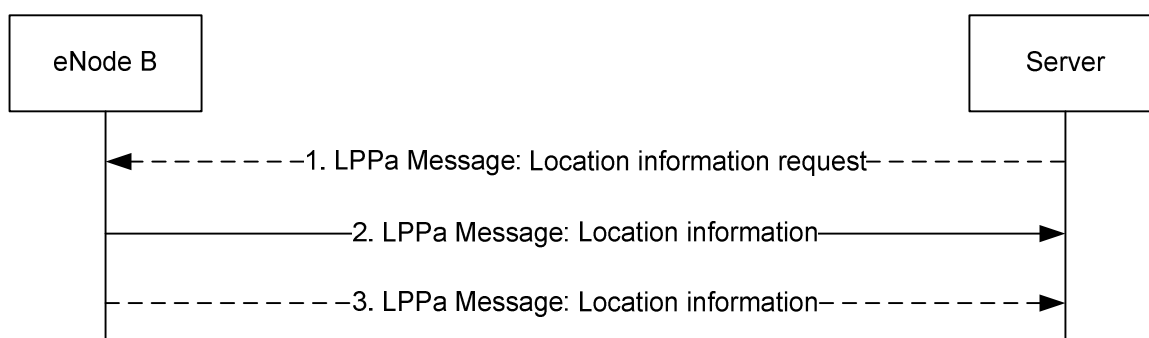 eNode B
Server
1. LPPa Message: Location information request
2. LPPa Message: Location information
3. LPPa Message: Location information